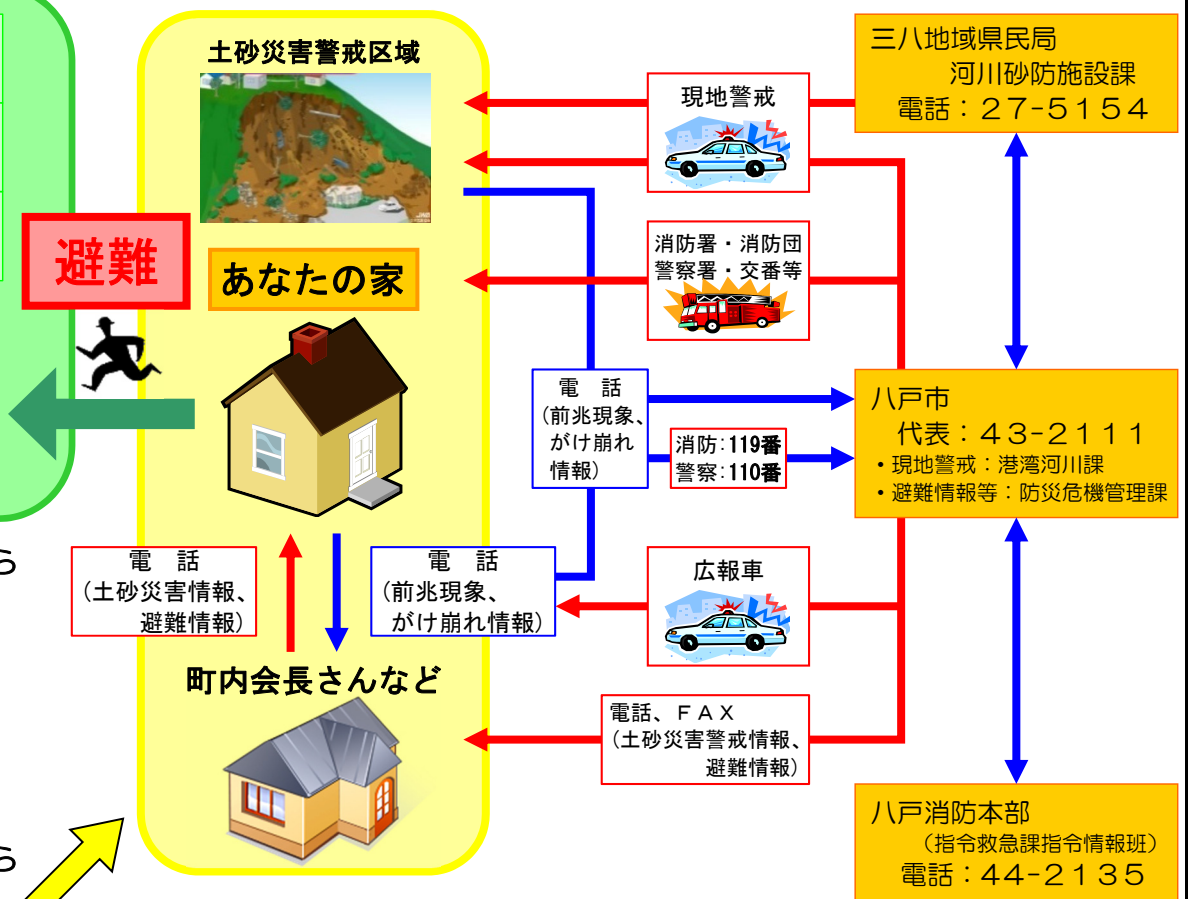 土砂災害警戒区域
避難
あなたの家
電　話
(土砂災害情報、
避難情報)
電　話
(前兆現象、
がけ崩れ情報)
町内会長さんなど
現地警戒
消防署・消防団
警察署・交番等
電　話
(前兆現象、
がけ崩れ
情報)
消防:119番
警察:110番
広報車
電話、ＦＡＸ
(土砂災害警戒情報、
避難情報)
三八地域県民局
河川砂防施設課
電話：２７-５１５４
八戸市
代表：４３-２１１１
・現地警戒：港湾河川課
・避難情報等：防災危機管理課
八戸消防本部
（指令救急課指令情報班）
電話：４４-２１３５
ら
ら